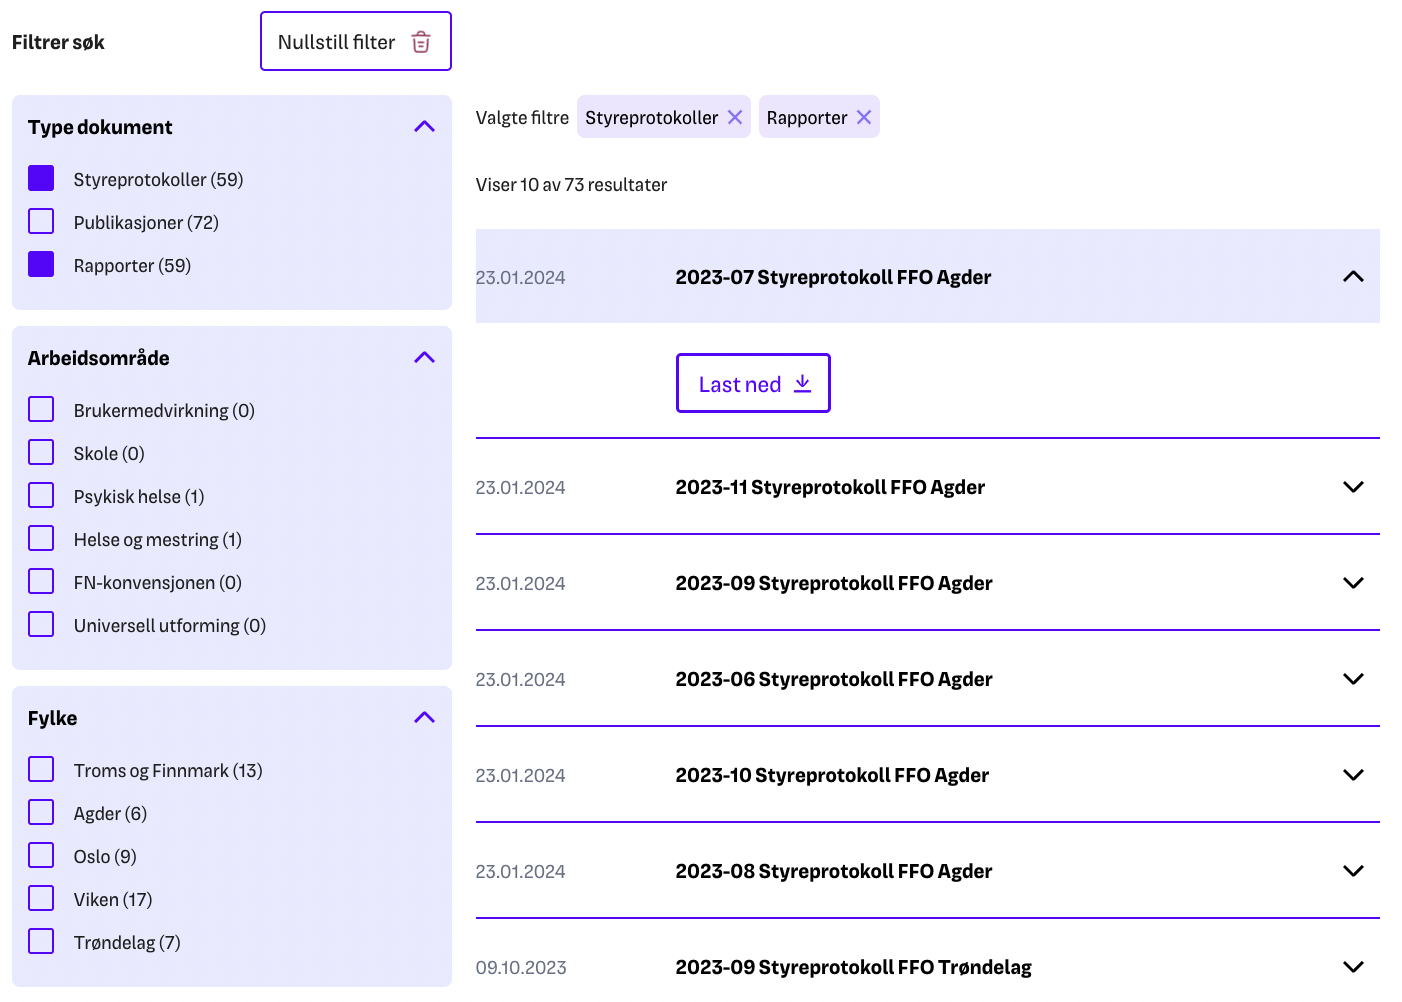 Filtrer søk
Nullstill filter
Type dokument
Styreprotokoller (59)
Publikasjoner (72)
Rapporter (59)
Arbeidsområde
Brukermedvirkning (0)
Skole (0)
Psykisk helse (1)
Helse og mestring (1)
FN-konvensjonen (0)
Universell utforming (0)
Fylke
Troms og Finnmark (13)
Agder (6)
Oslo (9)
Viken (17)
Trøndelag (7)
Valgte filtre Styreprotokoller Rapporter
Viser 10 av 73 resultater
23.01.2024 2023-07 Styreprotokoll FFO Agder
Last ned
23.01.2024 2023-11 Styreprotokoll FFO Agder
23.01.2024 2023-09 Styreprotokoll FFO Agder
23.01.2024 2023-06 Styreprotokoll FFO Agder
23.01.2024 2023-10 Styreprotokoll FFO Agder
23.01.2024 2023-08 Styreprotokoll FFO Agder
09.10.2023 2023-09 Styreprotokoll FFO Trøndelag